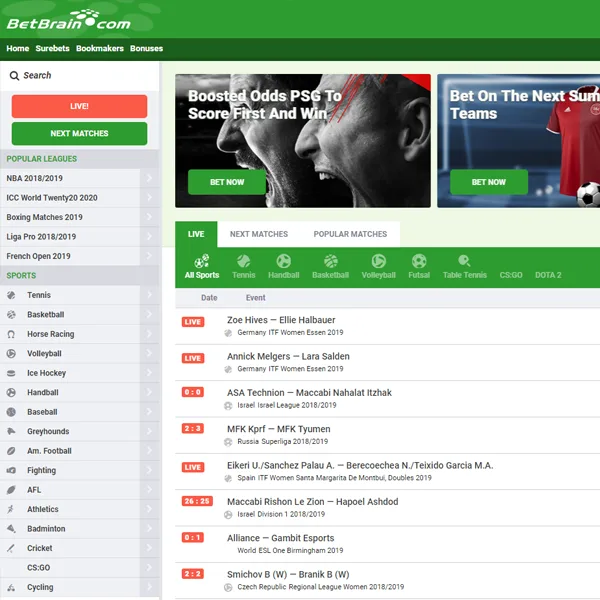 BetBrain.com
Home Surebets Bookmakers Bonuses
Search
LIVE!
NEXT MATCHES
POPULAR LEAGUES
NBA 2018/2019
ICC World Twenty20 2020
Boxing Matches 2019
Liga Pro 2018/2019
French Open 2019
SPORTS
Tennis
Basketball
Horse Racing
Volleyball
Ice Hockey
Handball
Baseball
Greyhounds
Am. Football
Fighting
AFL
Athletics
Badminton
Cricket
CS:GO
Cycling
Boosted Odds PSG To
Score First And Win
BET NOW
Bet On The Next Sum
Teams
BET NOW
LIVE NEXT MATCHES POPULAR MATCHES
All Sports Tennis Handball Basketball Volleyball Futsal Table Tennis CS:GO DOTA 2
Date Event
LIVE Zoe Hives — Ellie Halbauer
Germany ITF Women Essen 2019
LIVE Annick Melgers — Lara Salden
Germany ITF Women Essen 2019
0 : 0 ASA Technion — Maccabi Nahalat Itzhak
Israel Israel League 2018/2019
2 : 3 MFK Kprf — MFK Tyumen
Russia Superliga 2018/2019
LIVE Eikeri U./Sanchez Palau A. — Berecoechea N./Teixido Garcia M.A.
Spain ITF Women Santa Margarita De Montbui, Doubles 2019
26 : 25 Maccabi Rishon Le Zion — Hapoel Ashdod
Israel Division 1 2018/2019
0 : 1 Alliance — Gambit Esports
World ESL One Birmingham 2019
2 : 2 Smichov B (W) — Branik B (W)
Czech Republic Regional League Women 2018/2019